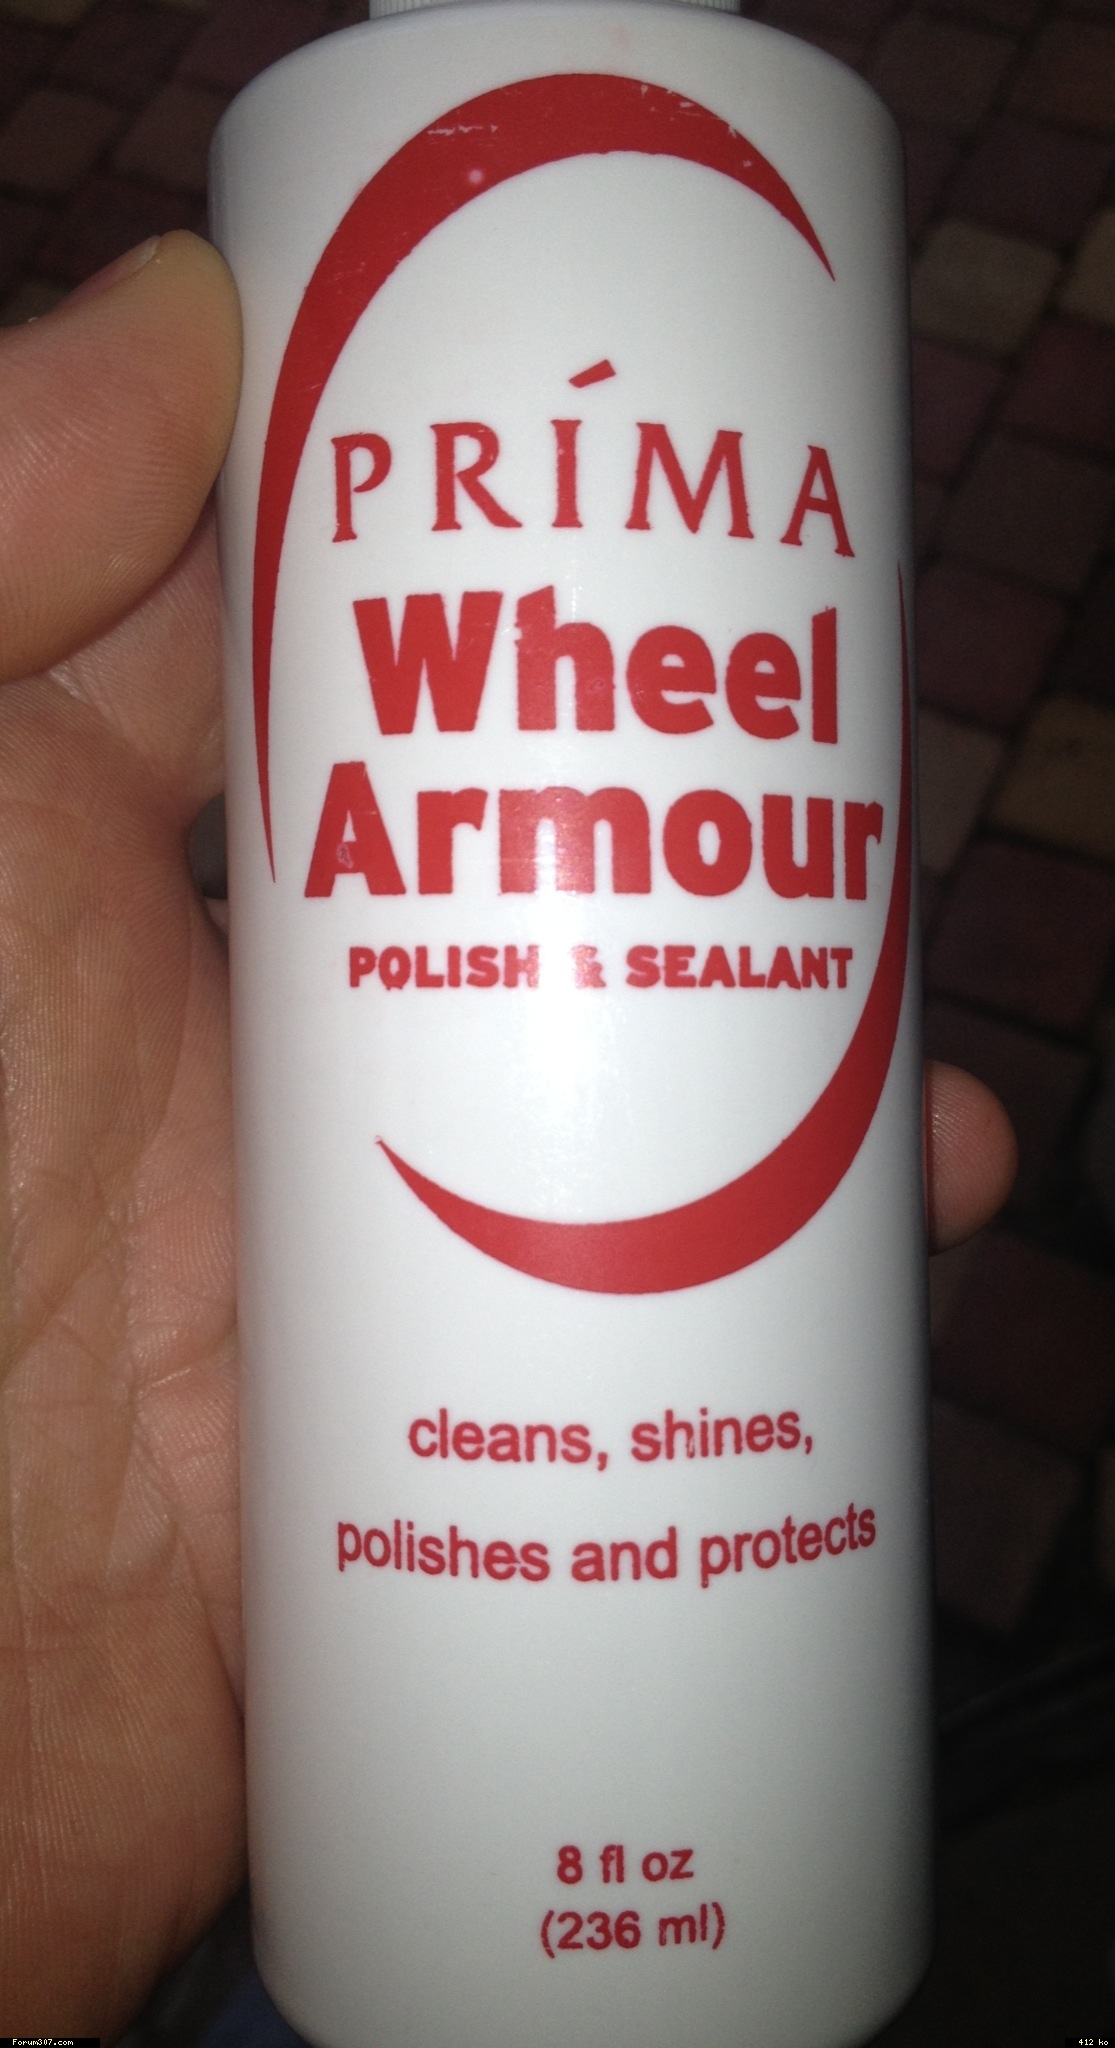 PRÍMA
Wheel
Armour
POLISH & SEALANT
cleans, shines,
polishes and protects
8 fl oz
(236 ml)
Forum307.com
412 ko